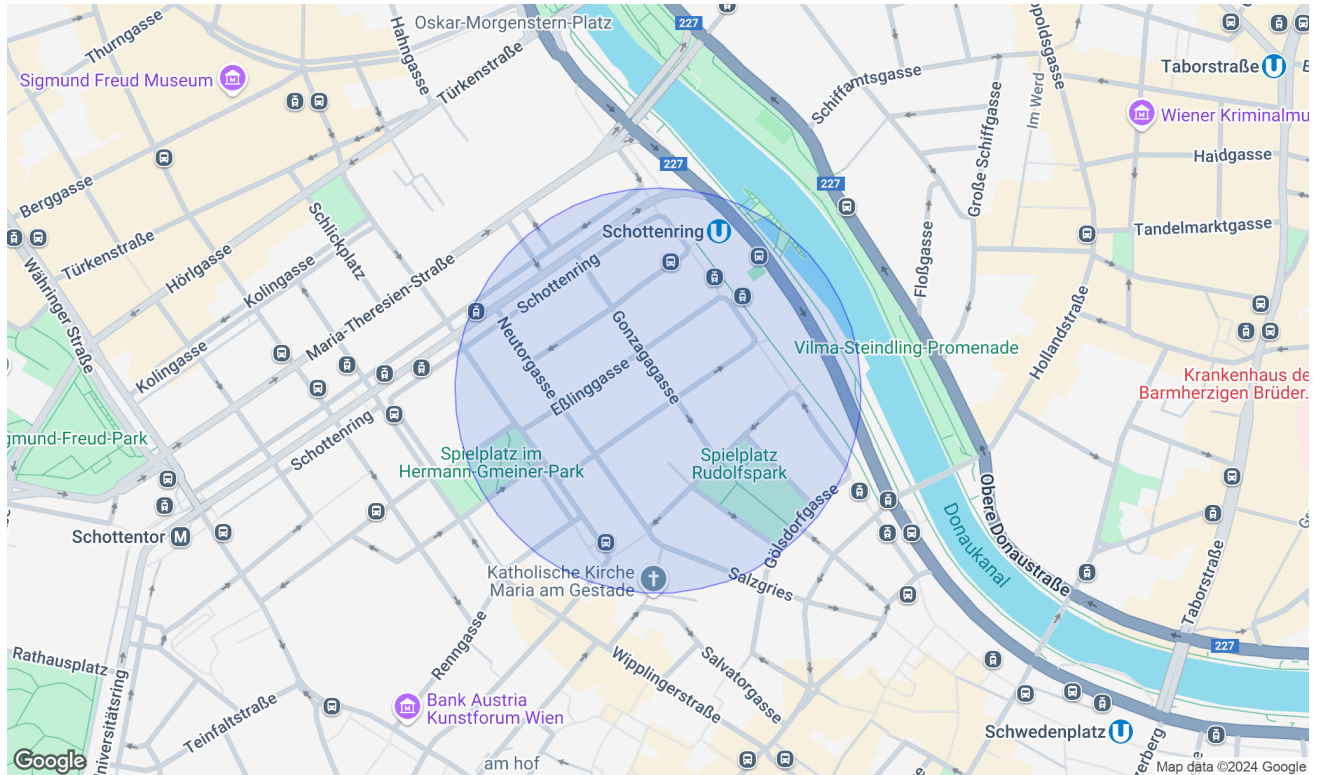 Oskar-Morgenstern-Platz
227
Thurngasse
Hahngasse
Türkenstraße
Sigmund Freud Museum
Schiffamtsgasse
Große Schiffgasse
Im Werd
Taborstraße U
Wiener Kriminalmu
Haidgasse
227
227
Berggasse
Türkenstraße
Hörlgasse
Schlickplatz
Kolingasse
Maria-Theresien-Straße
Schottenring U
Tandelmarktgasse
Floßgasse
Währinger Straße
Kolingasse
Schottenring
Neutorgasse
Gonzagagasse
Eßlinggasse
Vilma-Steindling-Promenade
Hollandstraße
Krankenhaus de
Barmherzigen Brüder.
gmund-Freud-Park
Schottenring
Spielplatz im
Hermann-Gmeiner-Park
Spielplatz
Rudolfspark
Gölsdorfgasse
Obere Donaustraße
Donaukanal
Schottentor M
Katholische Kirche
Maria am Gestade
Salzgries
Taborstraße
227
Rathausplatz
Universitätsring
Renngasse
Wipplingerstraße
Salvatorgasse
Bank Austria
Kunstforum Wien
Teinfaltstraße
Schwedenplatz U
am hof
Google
Map data ©2024 Google